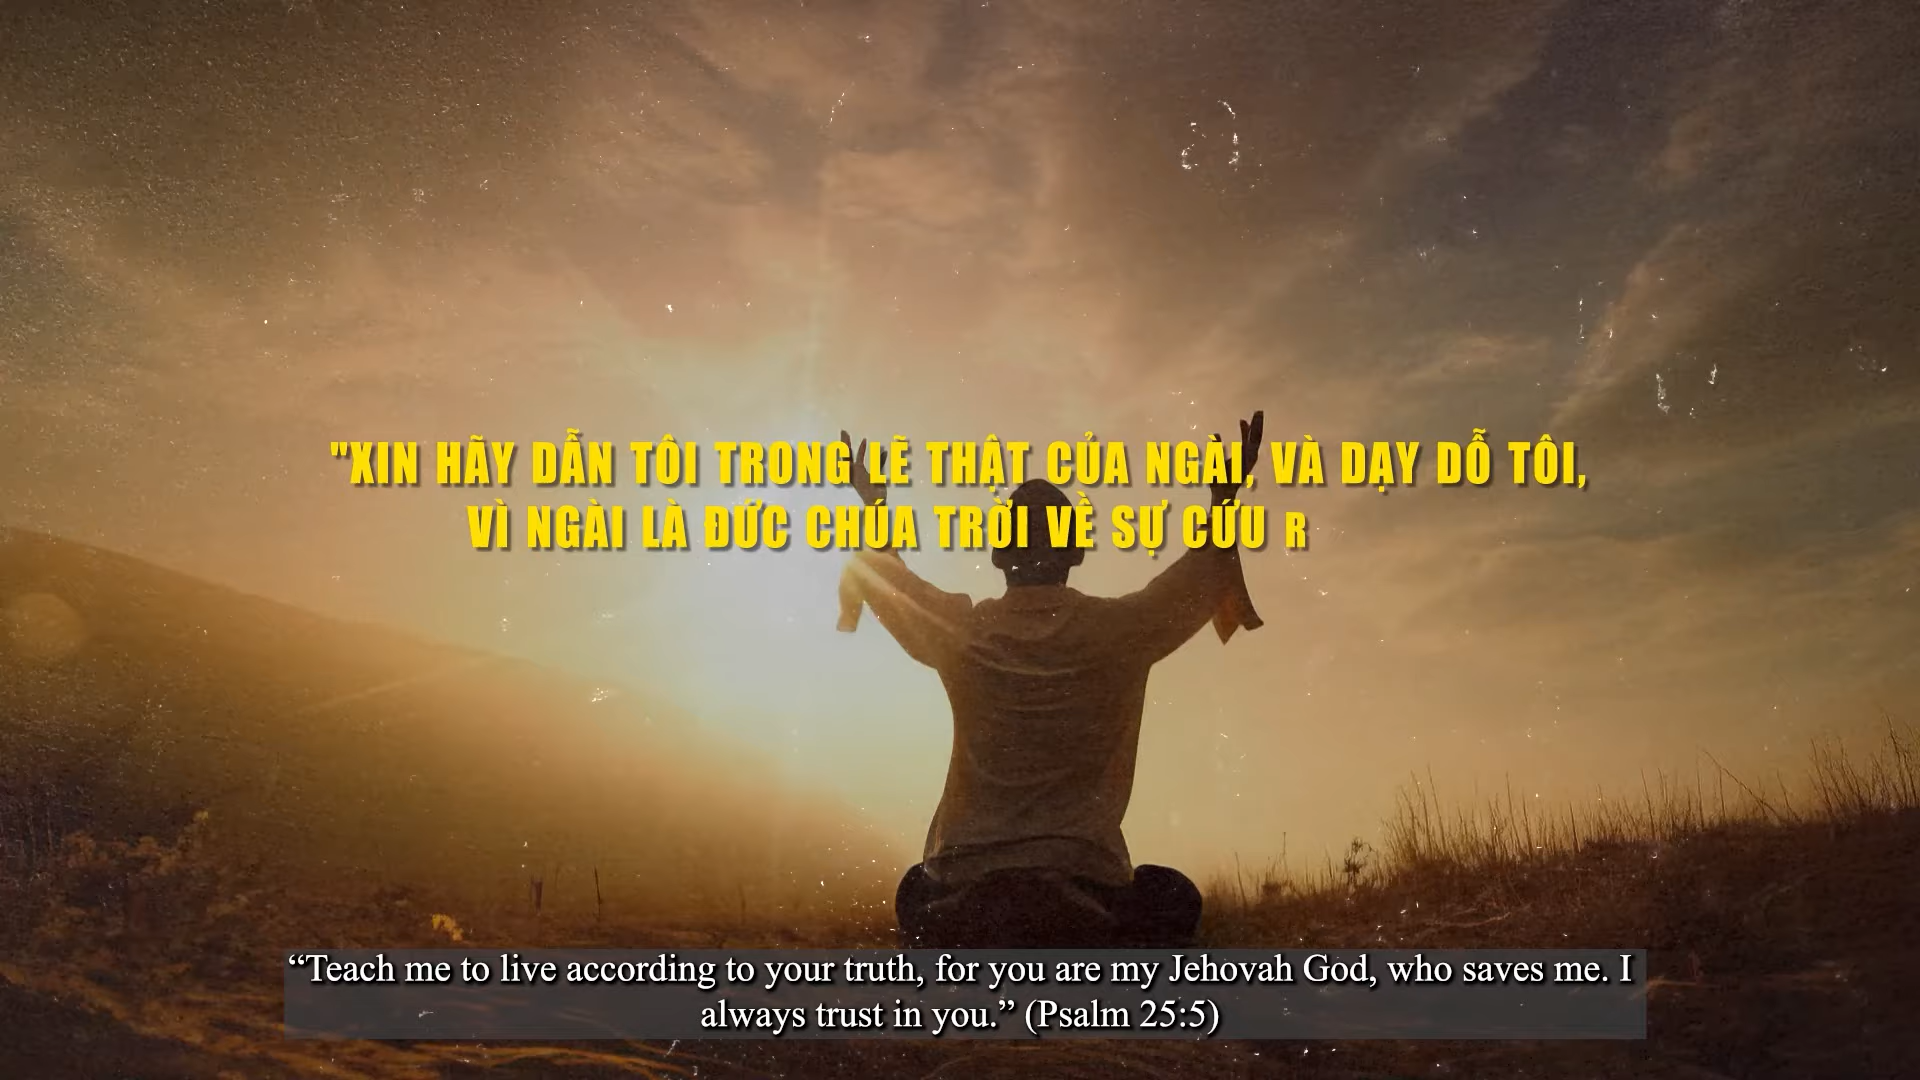 "XIN HÃY DẪN TÔI TRONG LẼ THẬT CỦA NGÀI, VÀ DẠY DỖ TÔI,
VÌ NGÀI LÀ ĐỨC CHÚA TRỜI VỀ SỰ CỨU R
“Teach me to live according to your truth, for you are my Jehovah God, who saves me. I
always trust in you.” (Psalm 25:5)